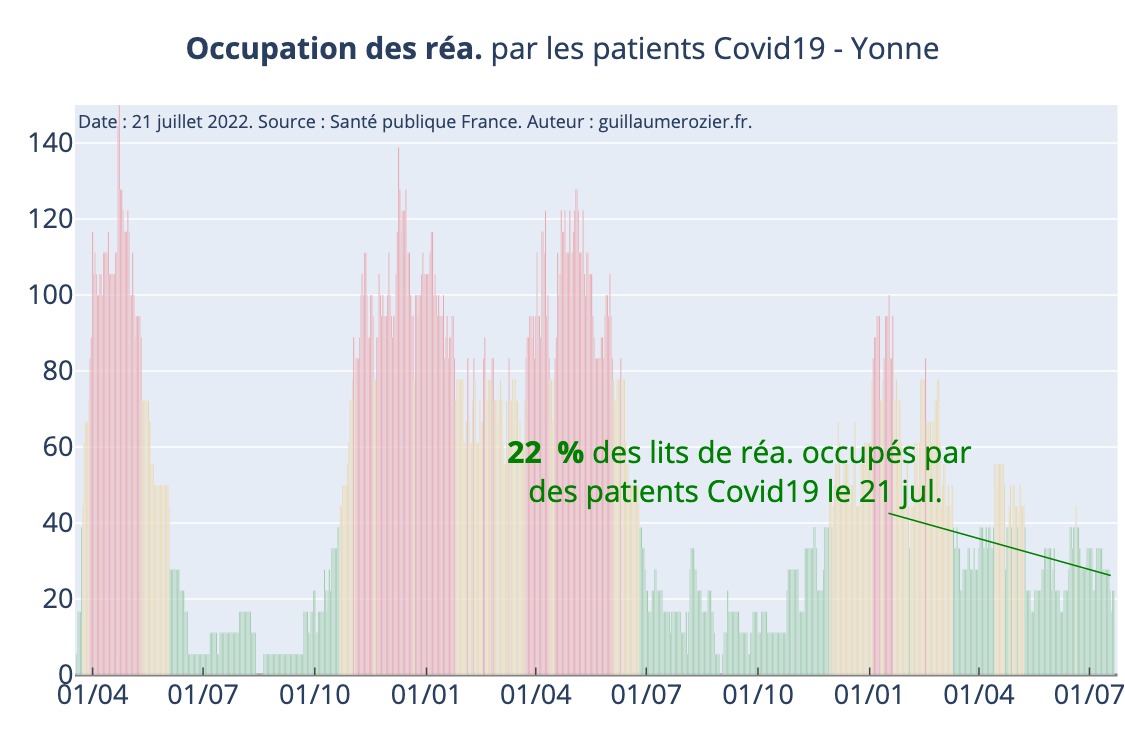 Occupation des réa. par les patients Covid19 - Yonne
Date : 21 juillet 2022. Source : Santé publique France. Auteur : guillaumerozier.fr.
140
120
100
80
60
40
20
0
22 % des lits de réa. occupés par
des patients Covid19 le 21 jul.
01/04 01/07 01/10 01/01 01/04 01/07 01/10 01/01 01/04 01/07